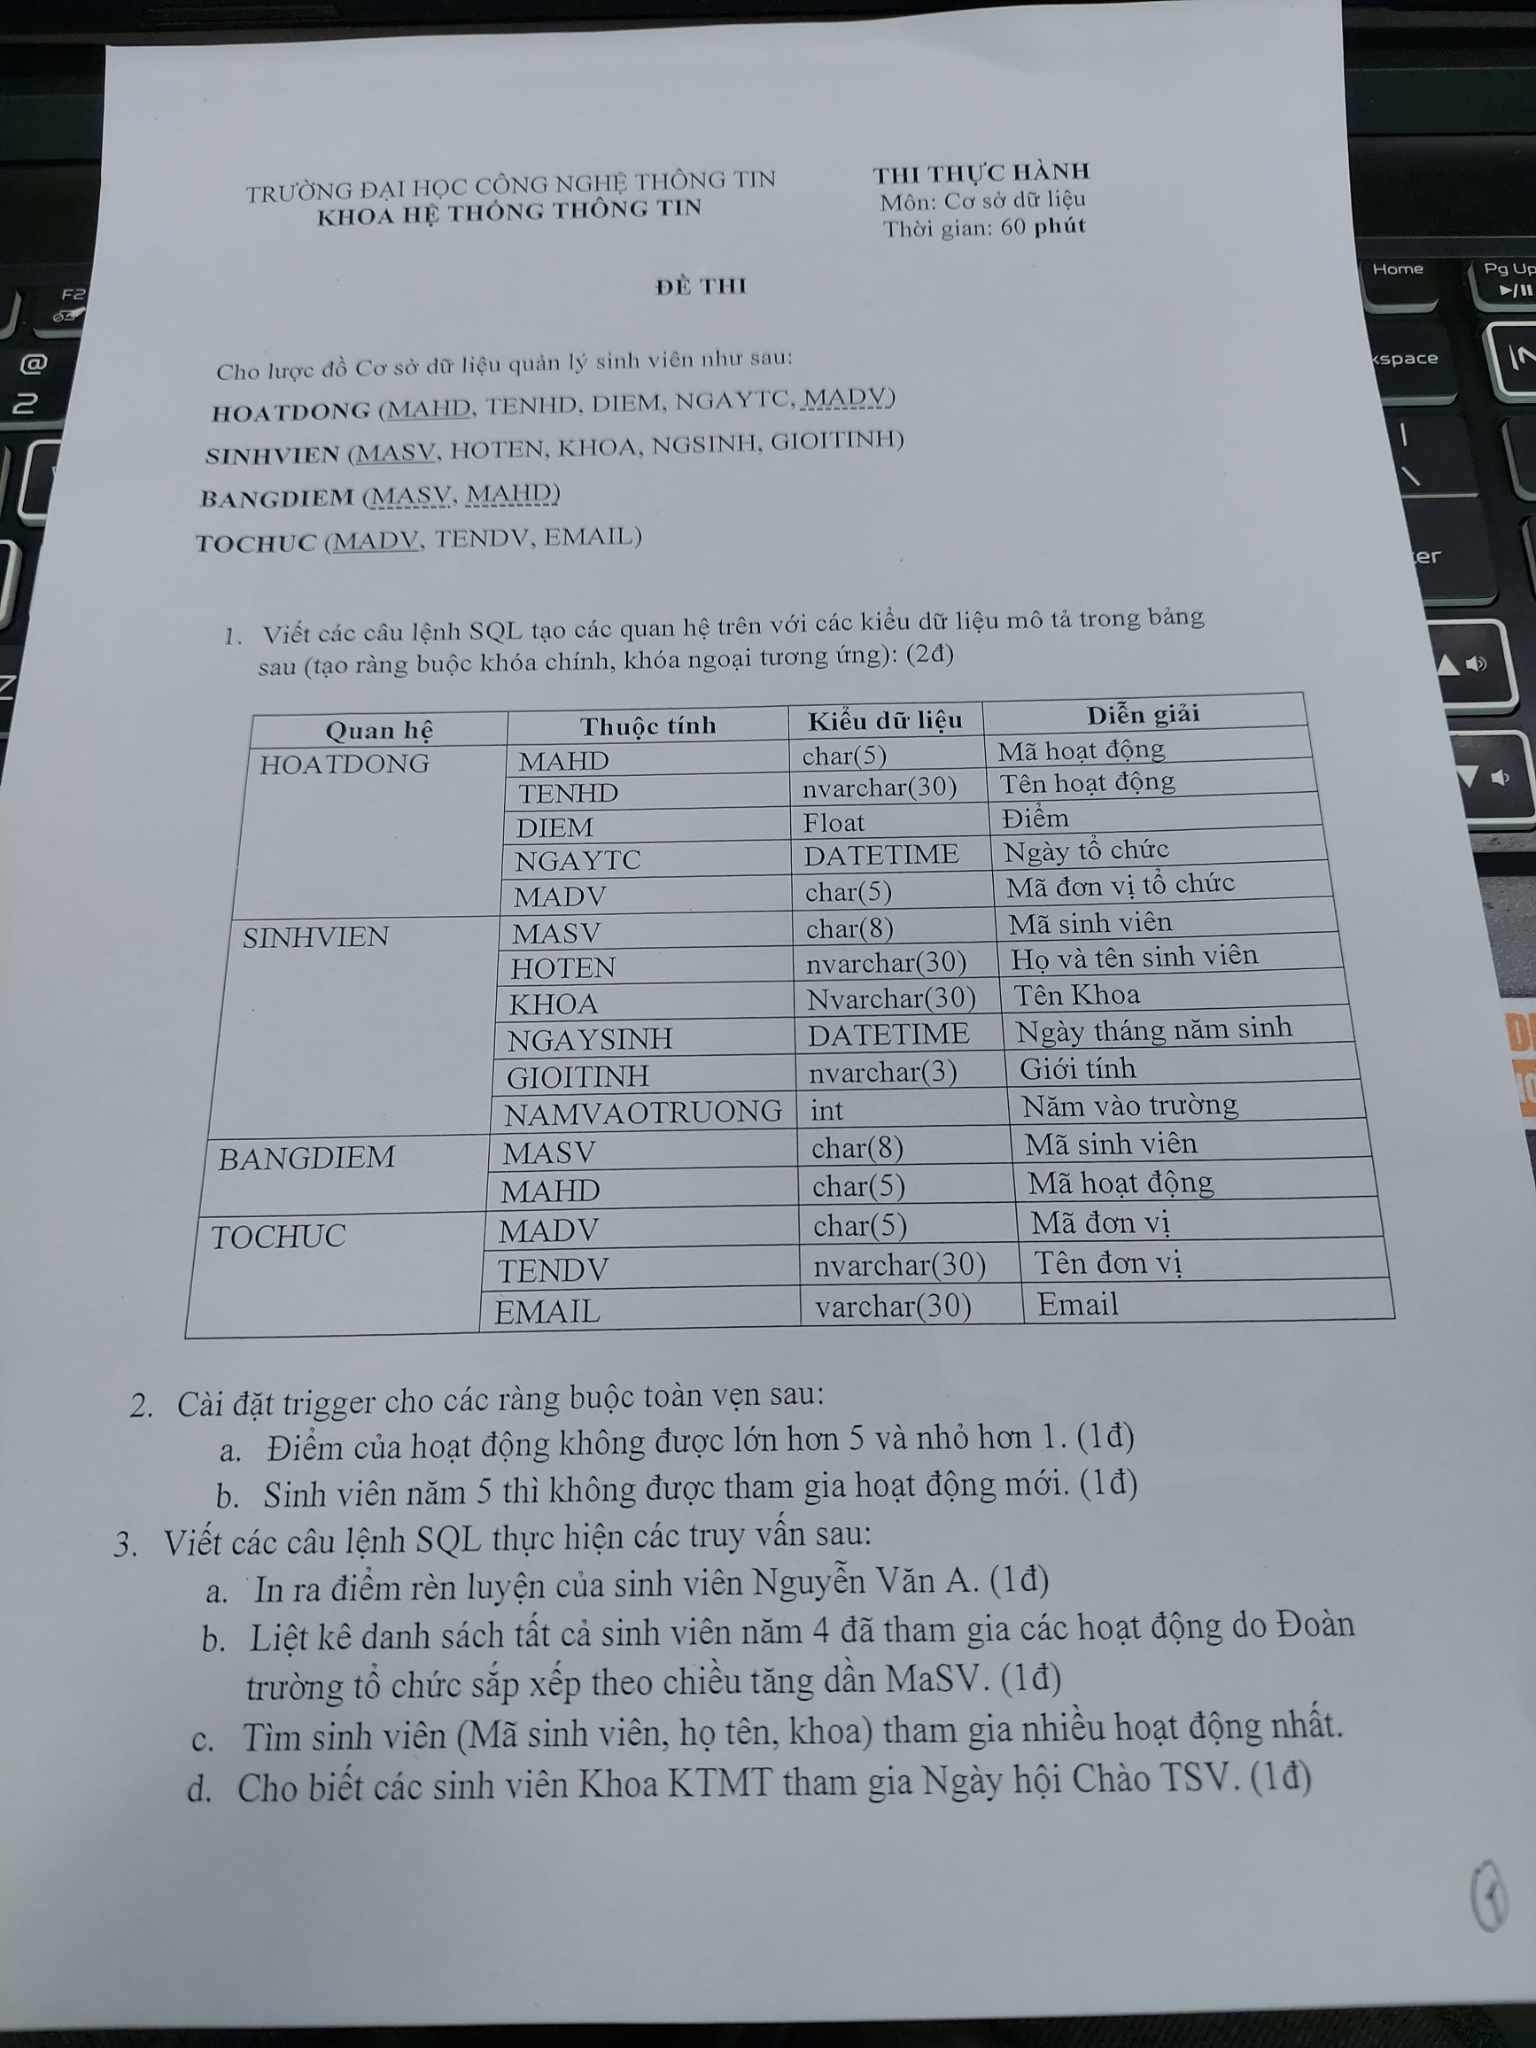 TRƯỜNG ĐẠI HỌC CÔNG NGHỆ THÔNG TIN
KHOA HỆ THỐNG THÔNG TIN
THI THỰC HÀNH
Môn: Cơ sở dữ liệu
Thời gian: 60 phút
ĐỀ THI
Cho lược đồ Cơ sở dữ liệu quản lý sinh viên như sau:
HOATDONG (MAHD, TENHD, DIEM, NGAYTC, MADV)
SINHVIEN (MASV, HOTEN, KHOA, NGSINH, GIOITINH)
BANGDIEM (MASV, MAHD)
TOCHUC (MADV, TENDV, EMAIL)
1. Viết các câu lệnh SQL tạo các quan hệ trên với các kiểu dữ liệu mô tả trong bảng
sau (tạo ràng buộc khóa chính, khóa ngoại tương ứng): (2đ)
Quan hệ Thuộc tính Kiểu dữ liệu Diễn giải
HOATDONG MAHD char(5) Mã hoạt động
TENHD nvarchar(30) Tên hoạt động
DIEM Float Điểm
NGAYTC DATETIME Ngày tổ chức
MADV char(5) Mã đơn vị tổ chức
SINHVIEN MASV char(8) Mã sinh viên
HOTEN nvarchar(30) Họ và tên sinh viên
KHOA Nvarchar(30) Tên Khoa
NGAYSINH DATETIME Ngày tháng năm sinh
GIOITINH nvarchar(3) Giới tính
NAMVAOTRUONG int Năm vào trường
BANGDIEM MASV char(8) Mã sinh viên
MAHD char(5) Mã hoạt động
TOCHUC MADV char(5) Mã đơn vị
TENDV nvarchar(30) Tên đơn vị
EMAIL varchar(30) Email
2. Cài đặt trigger cho các ràng buộc toàn vẹn sau:
a. Điểm của hoạt động không được lớn hơn 5 và nhỏ hơn 1. (1đ)
b. Sinh viên năm 5 thì không được tham gia hoạt động mới. (1đ)
3. Viết các câu lệnh SQL thực hiện các truy vấn sau:
a. In ra điểm rèn luyện của sinh viên Nguyễn Văn A. (1đ)
b. Liệt kê danh sách tất cả sinh viên năm 4 đã tham gia các hoạt động do Đoàn
trường tổ chức sắp xếp theo chiều tăng dần MaSV. (1đ)
c. Tìm sinh viên (Mã sinh viên, họ tên, khoa) tham gia nhiều hoạt động nhất.
d. Cho biết các sinh viên Khoa KTMT tham gia Ngày hội Chào TSV. (1đ)
1
F2
@
2
Home
Pg Up